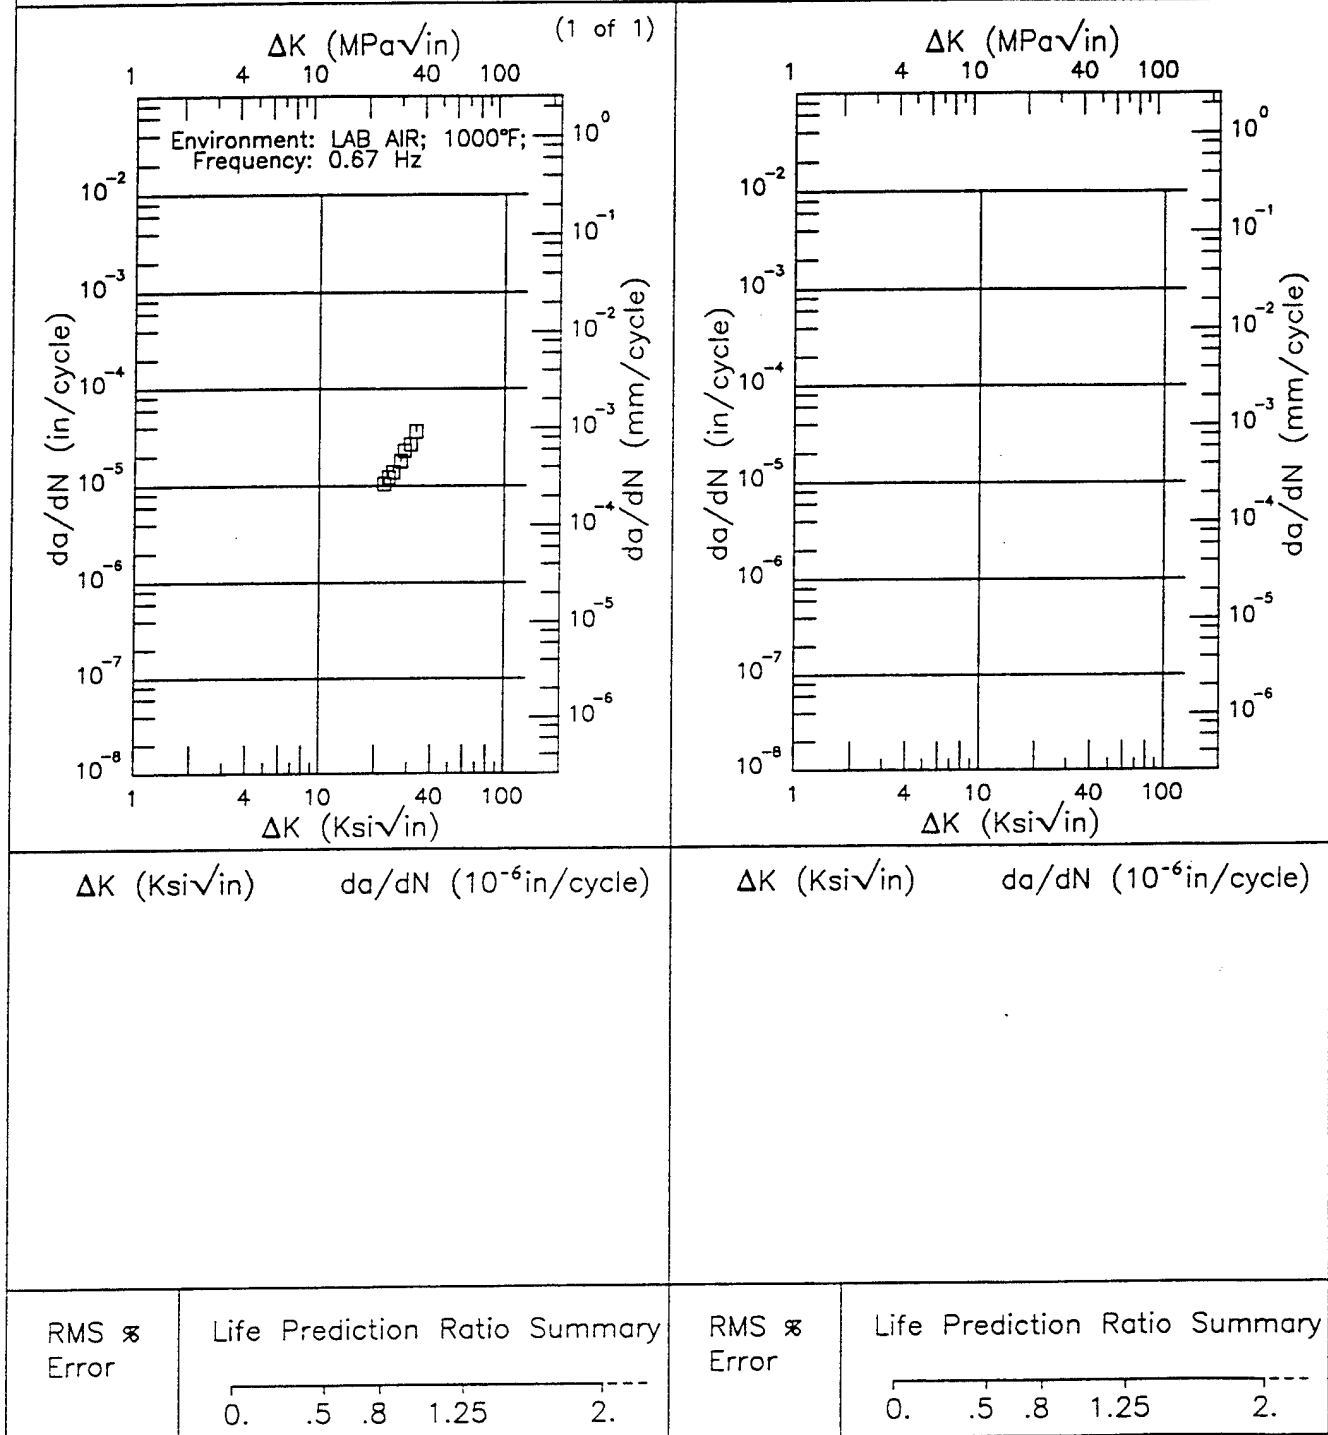 (1 of 1)
ΔK (MPa√in)
1 4 10 40 100
Environment: LAB AIR; 1000°F;
Frequency: 0.67 Hz
da/dN (in/cycle)
10⁻²
10⁻³
10⁻⁴
10⁻⁵
10⁻⁶
10⁻⁷
10⁻⁸
10⁰
10⁻¹
10⁻²
10⁻³
10⁻⁴
10⁻⁵
10⁻⁶
da/dN (mm/cycle)
1 4 10 40 100
ΔK (Ksi√in)
ΔK (MPa√in)
1 4 10 40 100
da/dN (in/cycle)
10⁻²
10⁻³
10⁻⁴
10⁻⁵
10⁻⁶
10⁻⁷
10⁻⁸
10⁰
10⁻¹
10⁻²
10⁻³
10⁻⁴
10⁻⁵
10⁻⁶
da/dN (mm/cycle)
1 4 10 40 100
ΔK (Ksi√in)
ΔK (Ksi√in) da/dN (10⁻⁶in/cycle)
ΔK (Ksi√in) da/dN (10⁻⁶in/cycle)
RMS %
Error
Life Prediction Ratio Summary
0. .5 .8 1.25 2.
RMS %
Error
Life Prediction Ratio Summary
0. .5 .8 1.25 2.